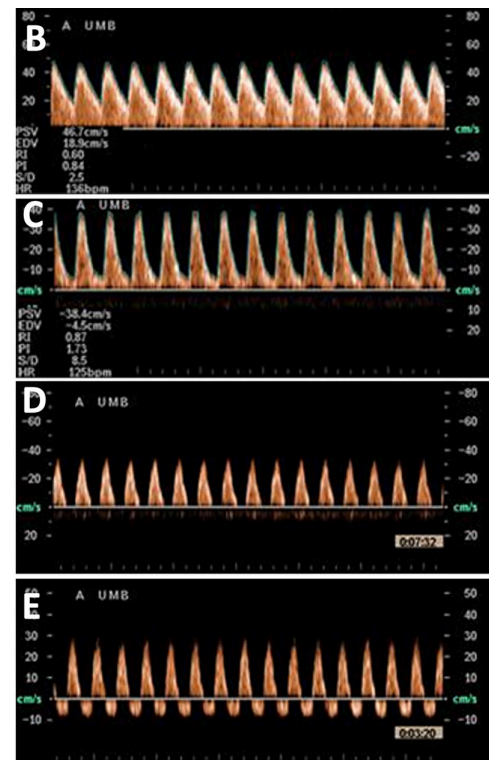 B
A UMB
80 80
60 60
40 40
20 20
cm/s
-20
PSV 46.7cm/s
EDV 18.9cm/s
RI 0.60
PI 0.84
S/D 2.5
HR 136bpm
C
A UMB
-40 -40
-30 -30
-20 -20
-10 -10
cm/s cm/s
10
20
PSV -38.4cm/s
EDV -4.5cm/s
RI 0.87
PI 1.73
S/D 8.5
HR 125bpm
D
A UMB
-80
-60 -60
-40 -40
-20 -20
cm/s cm/s
20 20
0:07:32
E
A UMB
50 50
40
30 30
20 20
10 10
cm/s cm/s
-10 -10
0:03:20